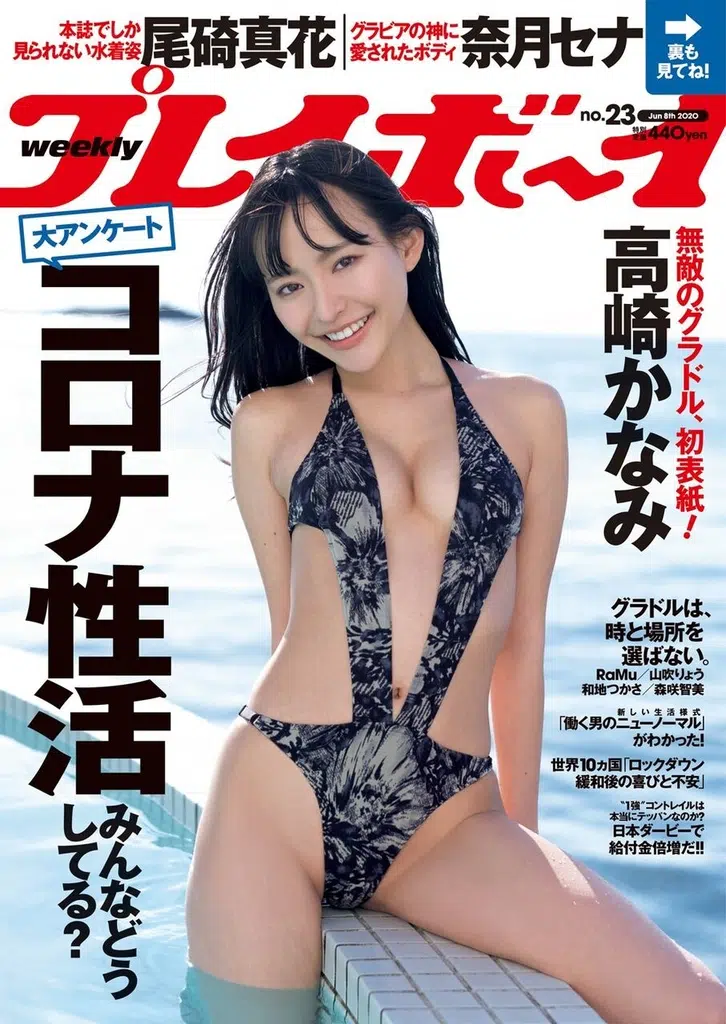 本誌でしか
見られない水着姿
尾碕真花
グラビアの神に
愛されたボディ
奈月セナ
裏も
見てね!
weekly
プレイボーイ
no.23
Jun 8th 2020
特別
定価
440yen
大アンケート
コロナ性活
みんなどう
してる?
無敵のグラドル、初表紙!
高崎かなみ
グラドルは、
時と場所を
選ばない。
RaMu/山吹りょう
和地つかさ/森咲智美
新しい生活様式
「働く男のニューノーマル」
がわかった!
世界10ヵ国「ロックダウン
緩和後の喜びと不安」
“1強”コントレイルは
本当にテッパンなのか?
日本ダービーで
給付金倍増だ!!